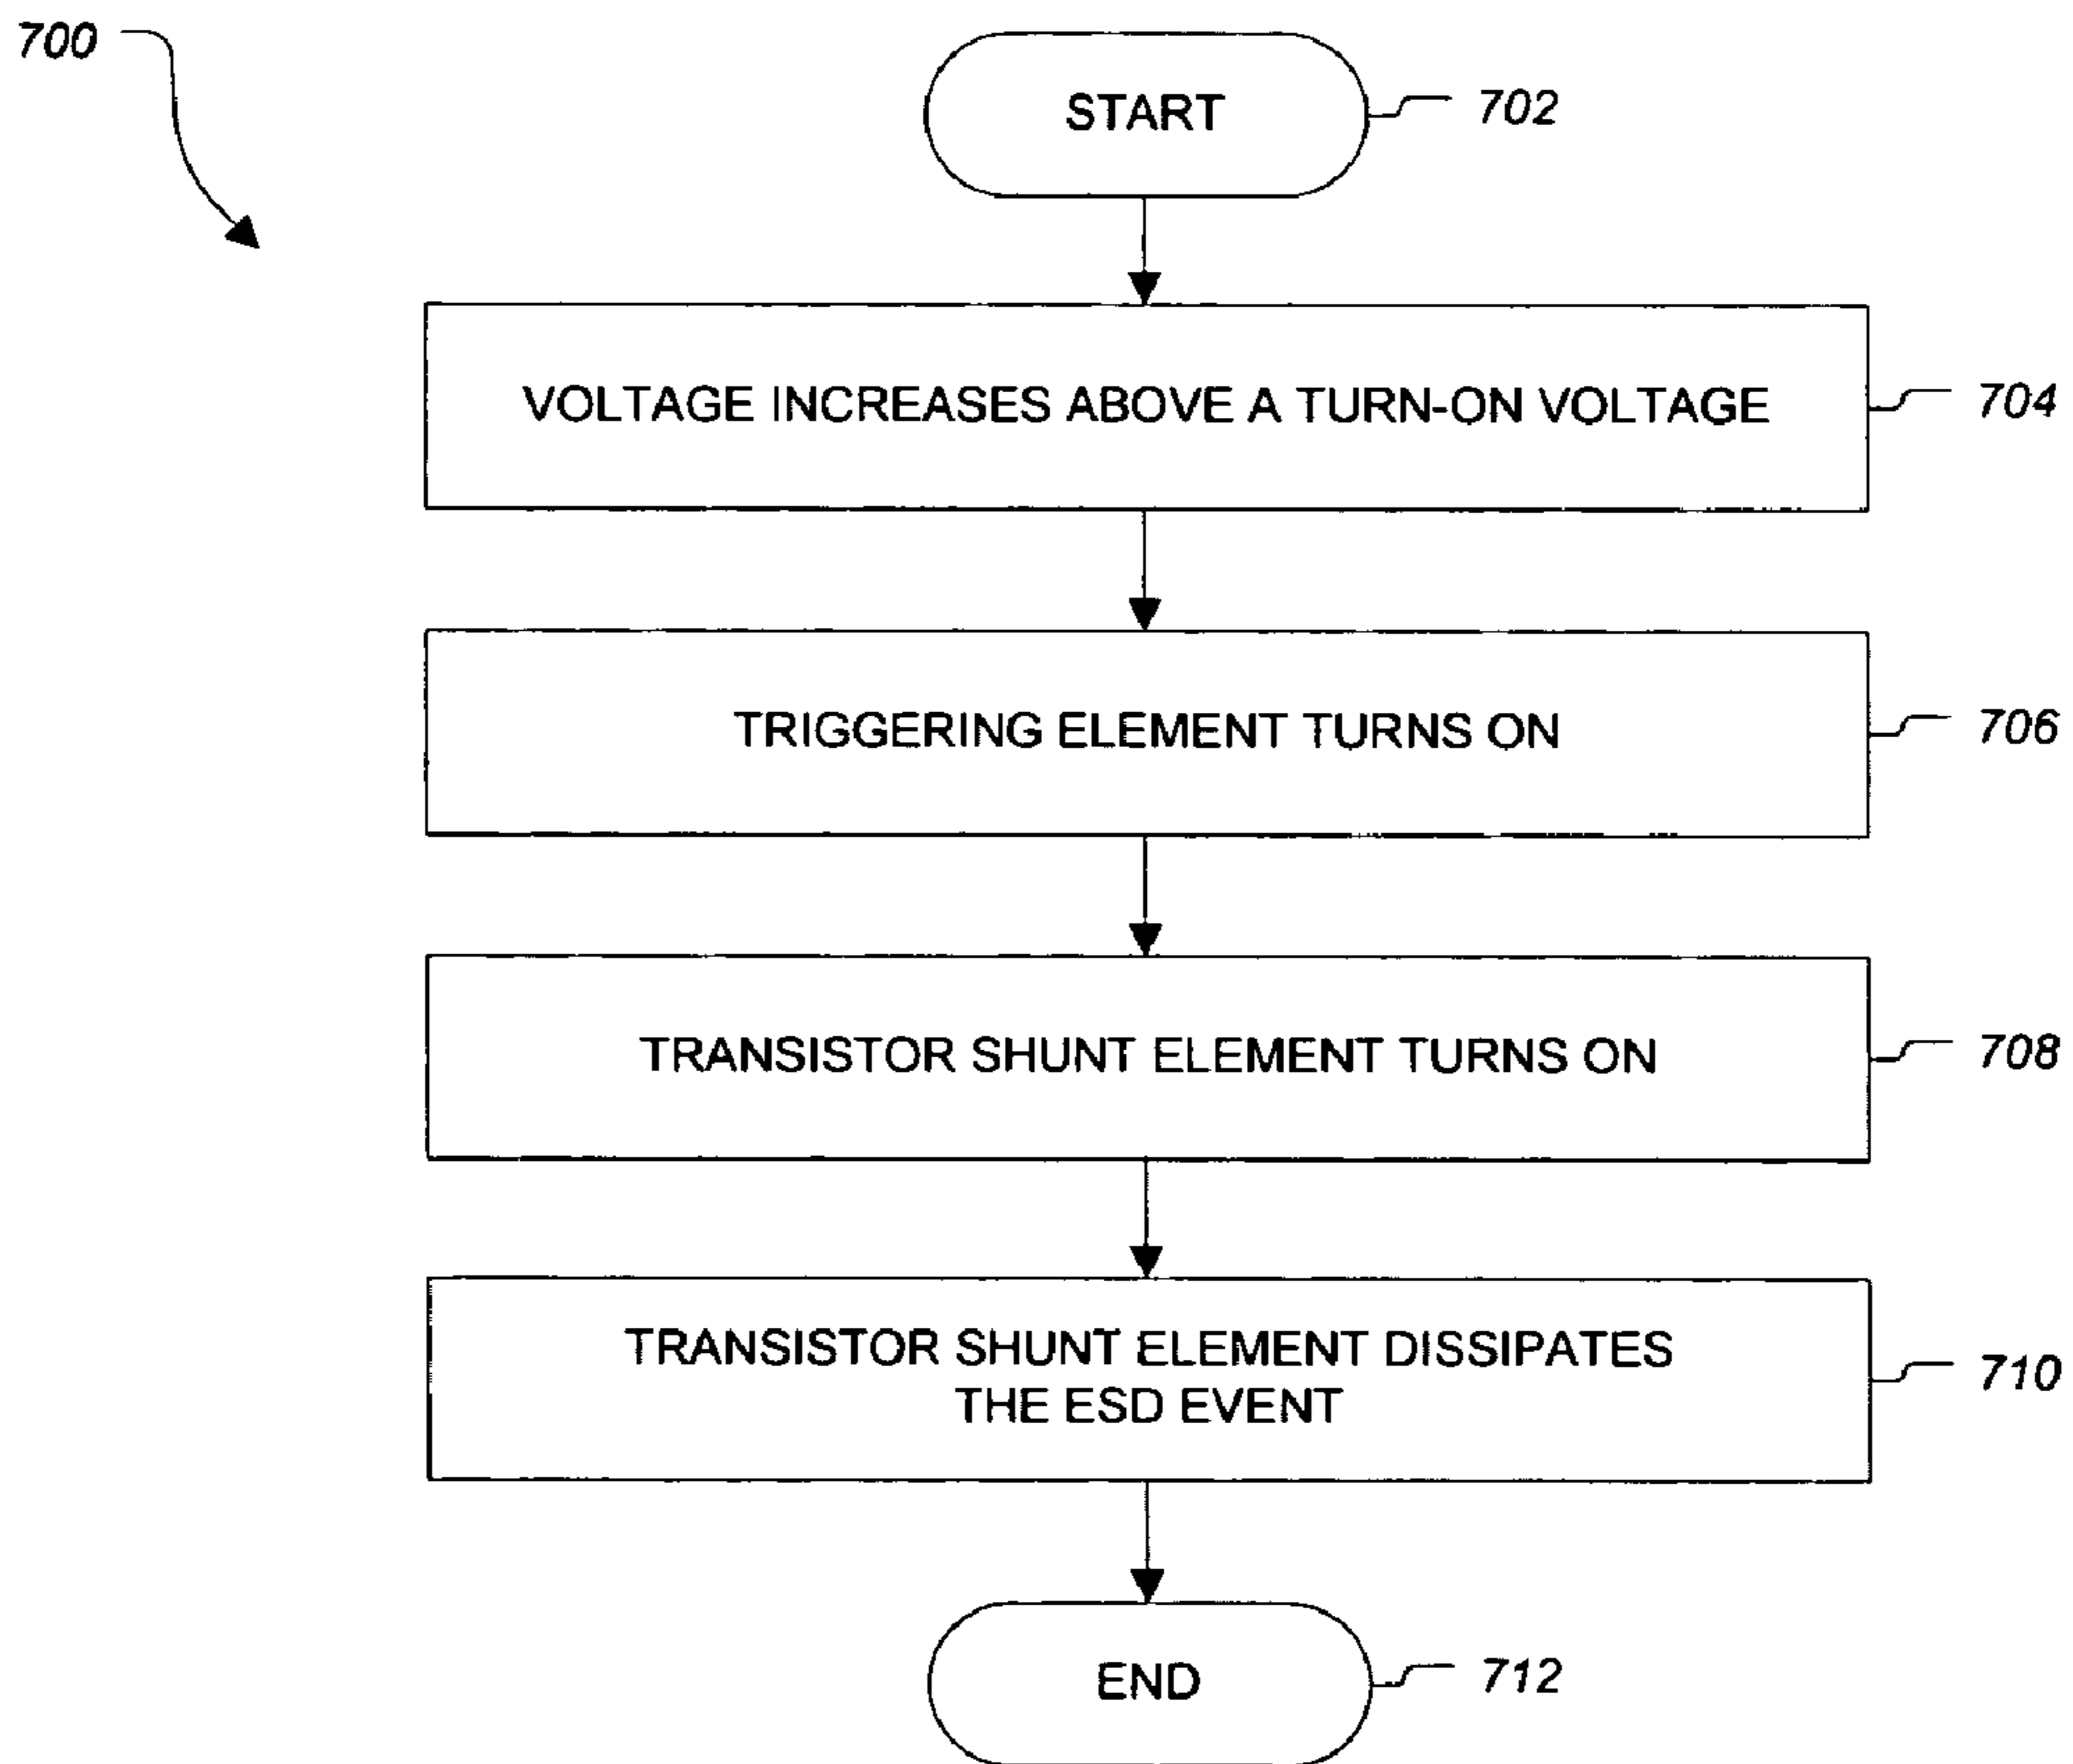 700
START
702
VOLTAGE INCREASES ABOVE A TURN-ON VOLTAGE
704
TRIGGERING ELEMENT TURNS ON
706
TRANSISTOR SHUNT ELEMENT TURNS ON
708
TRANSISTOR SHUNT ELEMENT DISSIPATES
THE ESD EVENT
710
END
712